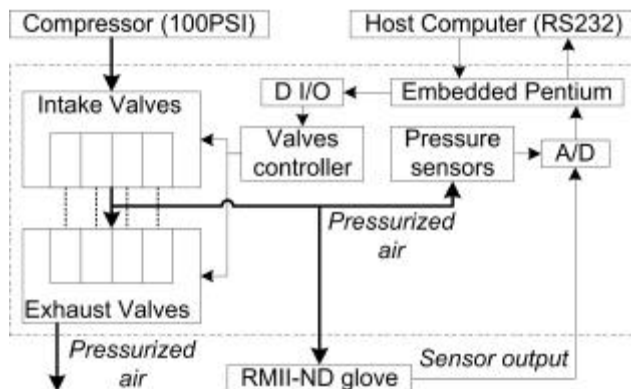 Compressor (100PSI)
Host Computer (RS232)
Intake Valves
D I/O
Embedded Pentium
Valves
controller
Pressure
sensors
A/D
Pressurized
air
Exhaust Valves
Pressurized
air
Sensor output
RMII-ND glove